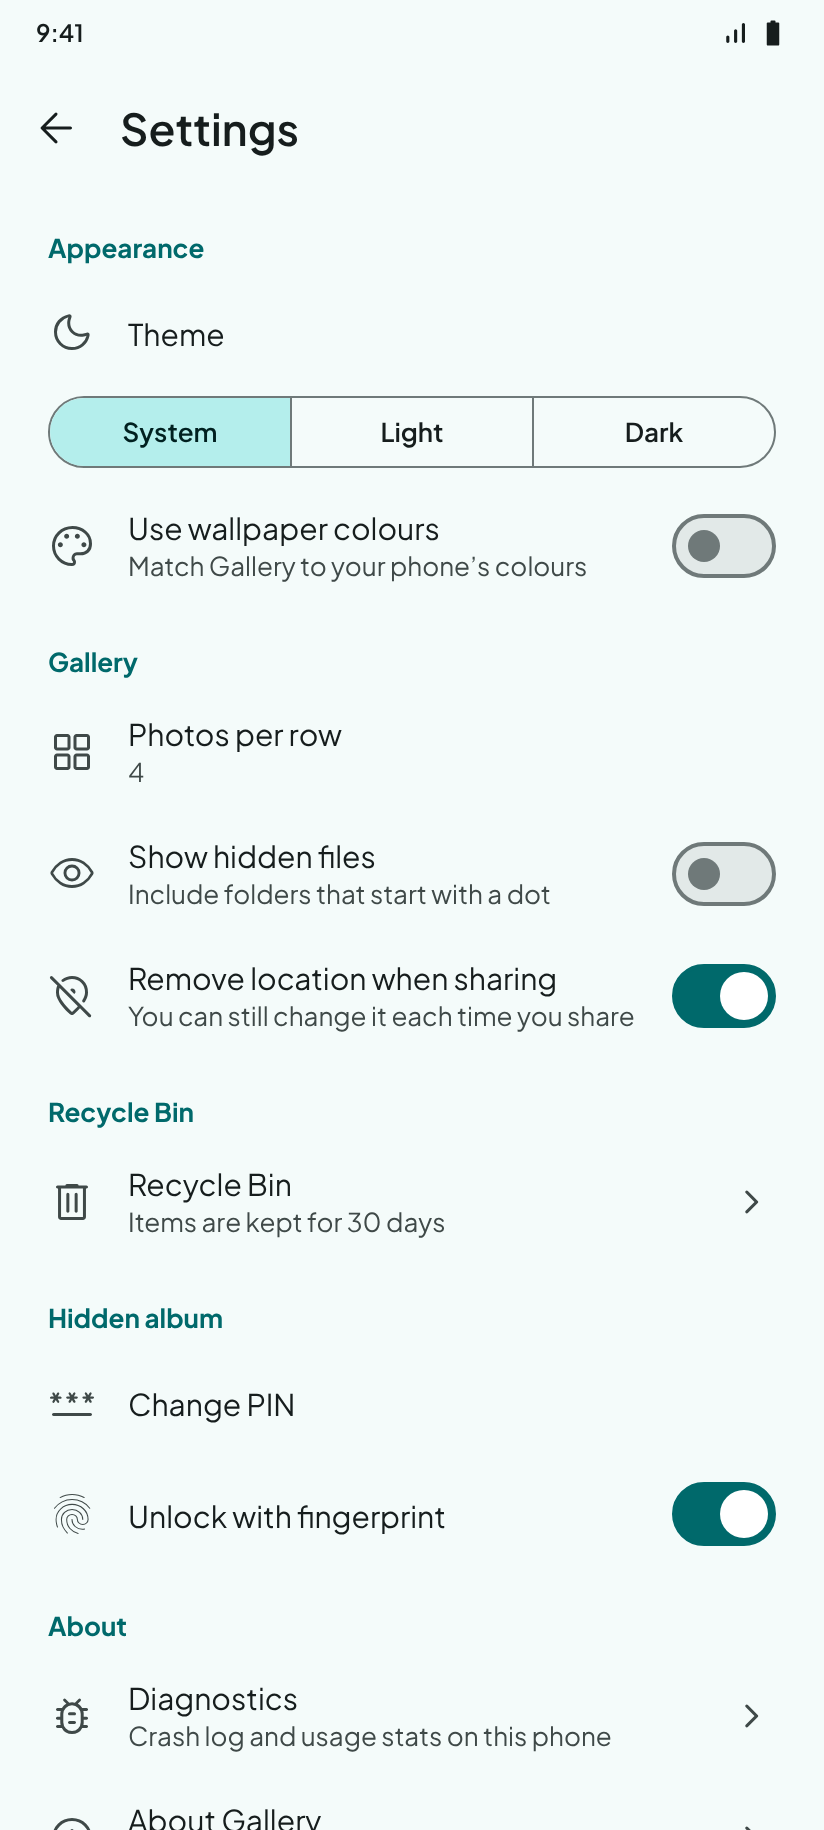 9:41
Settings
Appearance
Theme
System
Light
Dark
Use wallpaper colours
Match Gallery to your phone’s colours
Gallery
Photos per row
4
Show hidden files
Include folders that start with a dot
Remove location when sharing
You can still change it each time you share
Recycle Bin
Recycle Bin
Items are kept for 30 days
Hidden album
Change PIN
Unlock with fingerprint
About
Diagnostics
Crash log and usage stats on this phone
About Gallery